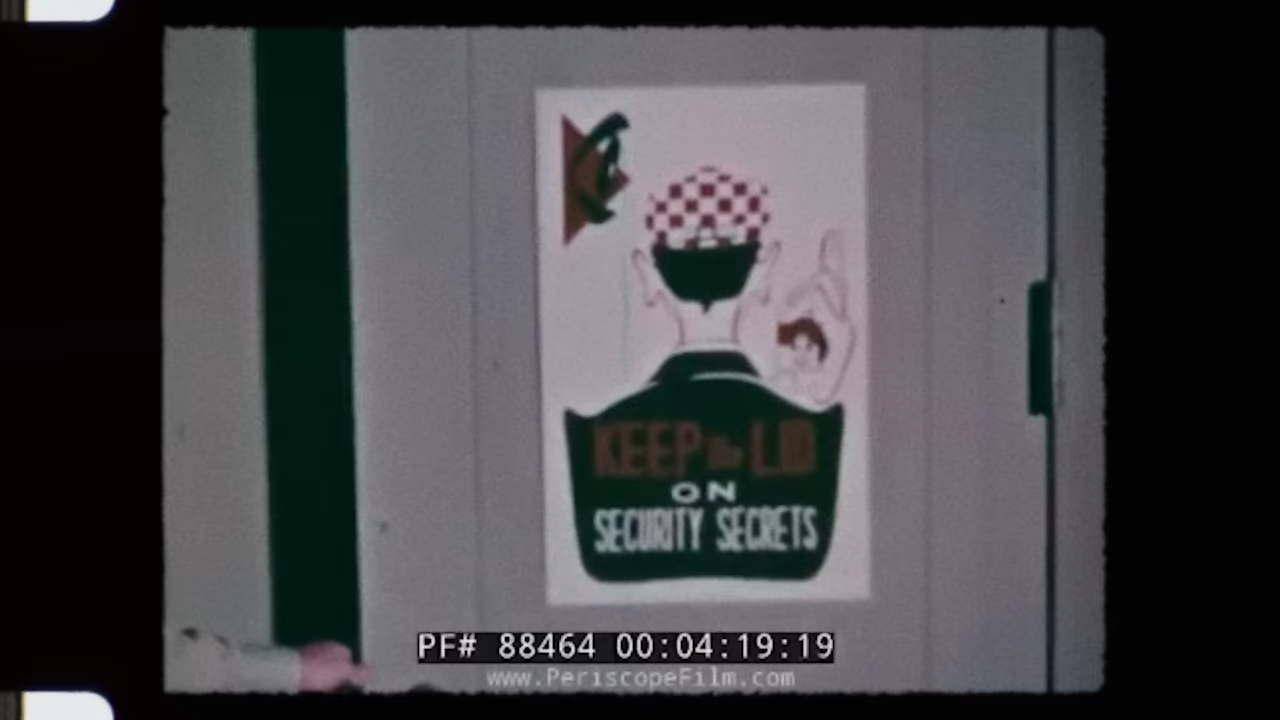 KEEP the LID
ON
SECURITY SECRETS
PF# 88464 00:04:19:19
www.PeriscopeFilm.com